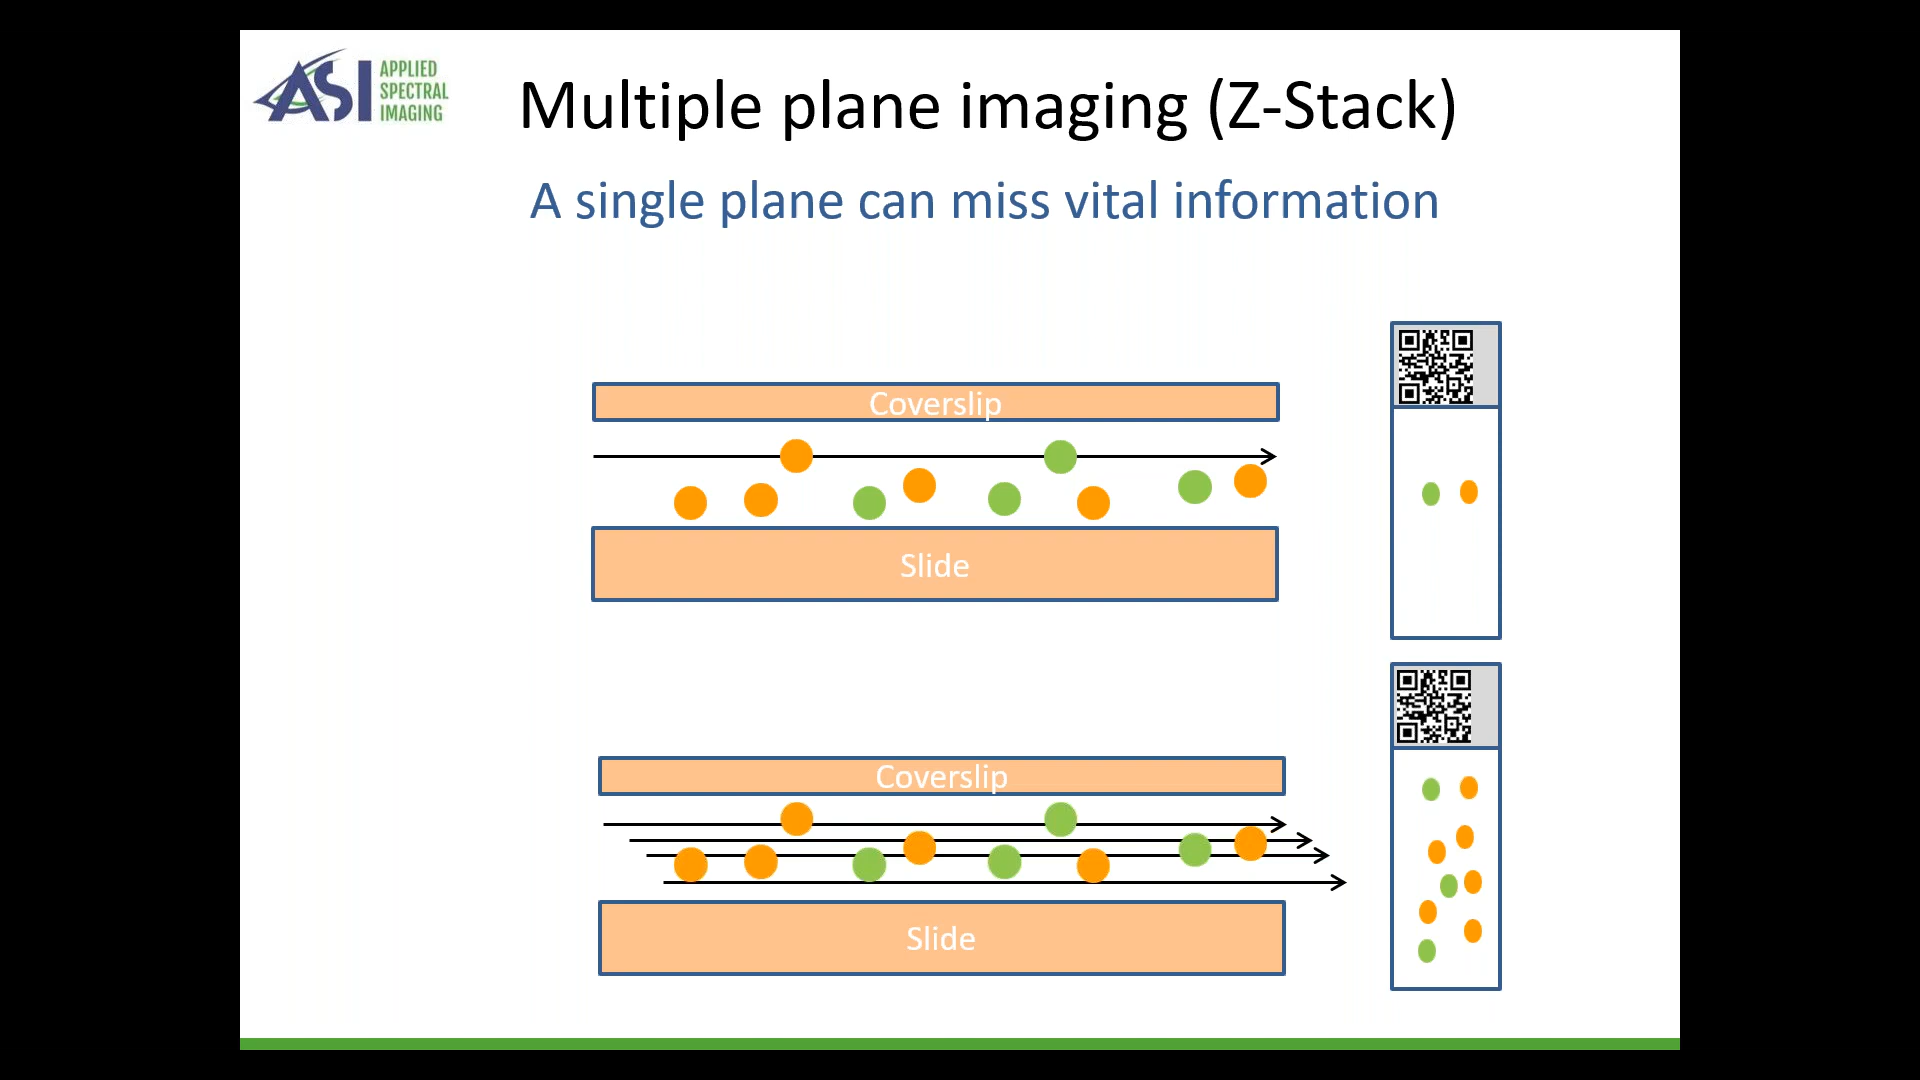 ASI APPLIED
SPECTRAL
IMAGING
Multiple plane imaging (Z-Stack)
A single plane can miss vital information
Coverslip
Slide
Coverslip
Slide